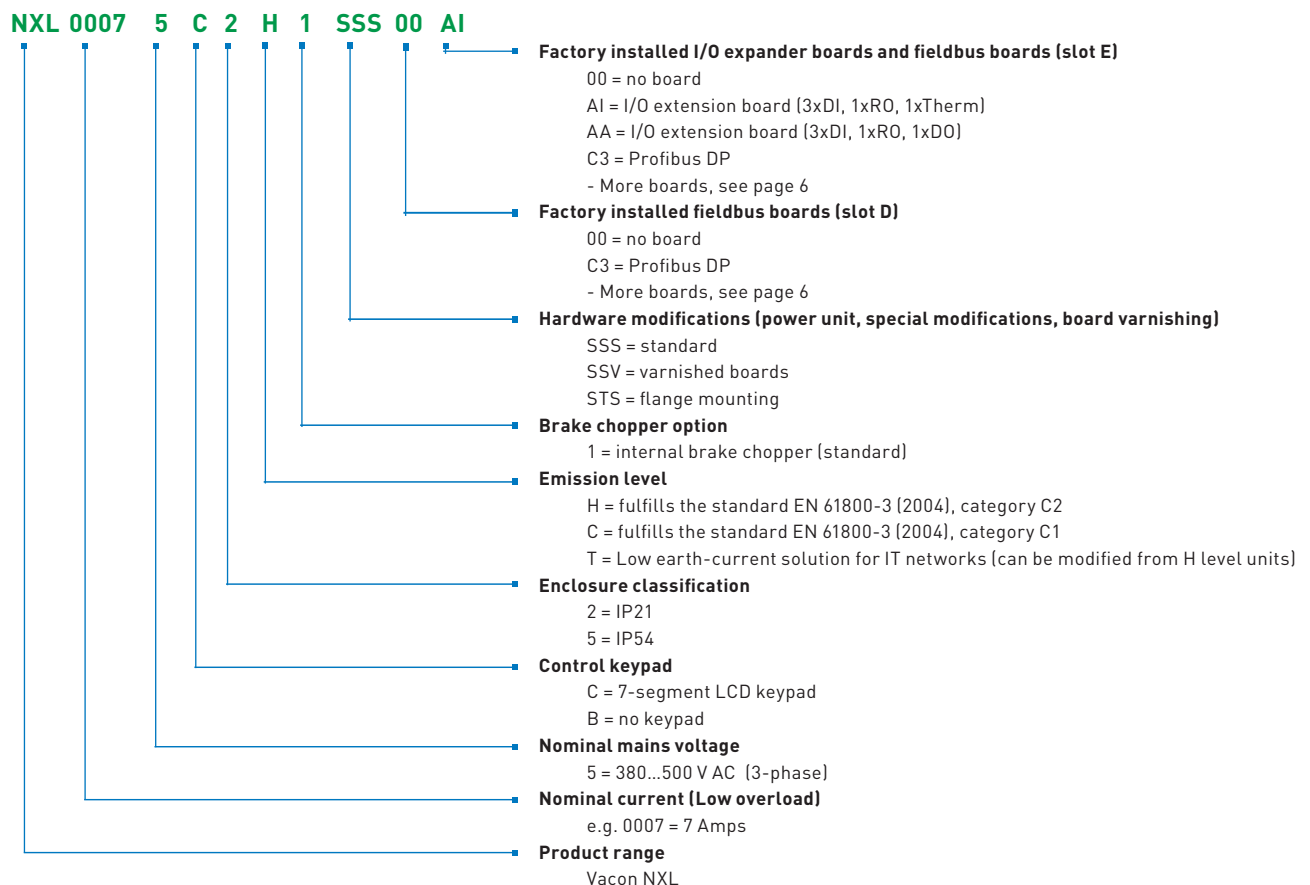 NXL 0007 5 C 2 H 1 SSS 00 AI
Factory installed I/O expander boards and fieldbus boards (slot E)
00 = no board
AI = I/O extension board (3xDI, 1xRO, 1xTherm)
AA = I/O extension board (3xDI, 1xRO, 1xDO)
C3 = Profibus DP
- More boards, see page 6
Factory installed fieldbus boards (slot D)
00 = no board
C3 = Profibus DP
- More boards, see page 6
Hardware modifications (power unit, special modifications, board varnishing)
SSS = standard
SSV = varnished boards
STS = flange mounting
Brake chopper option
1 = internal brake chopper (standard)
Emission level
H = fulfills the standard EN 61800-3 (2004), category C2
C = fulfills the standard EN 61800-3 (2004), category C1
T = Low earth-current solution for IT networks (can be modified from H level units)
Enclosure classification
2 = IP21
5 = IP54
Control keypad
C = 7-segment LCD keypad
B = no keypad
Nominal mains voltage
5 = 380...500 V AC (3-phase)
Nominal current (Low overload)
e.g. 0007 = 7 Amps
Product range
Vacon NXL